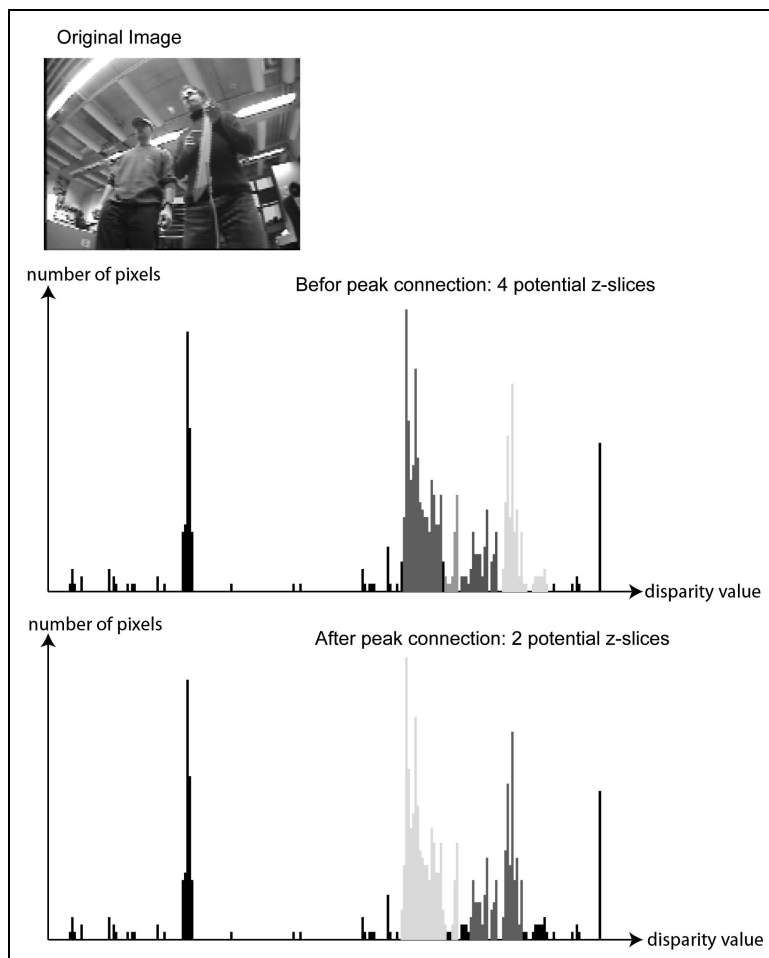 Original Image
number of pixels
Befor peak connection: 4 potential z-slices
disparity value
number of pixels
After peak connection: 2 potential z-slices
disparity value